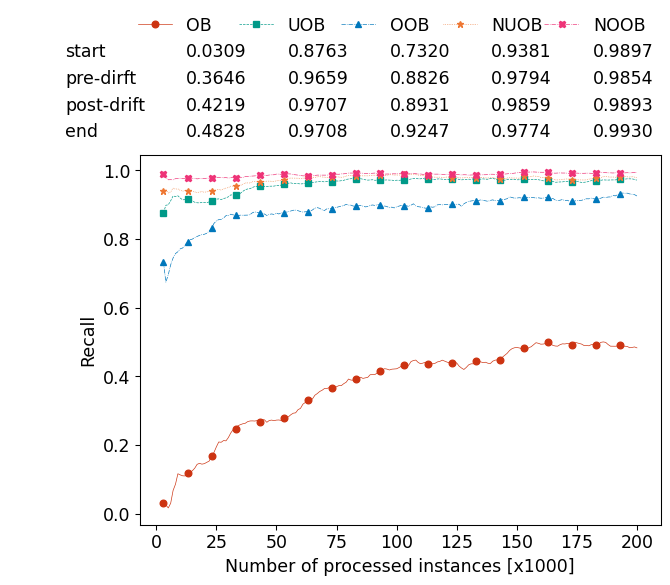 OB UOB OOB NUOB NOOB
start 0.0309 0.8763 0.7320 0.9381 0.9897
pre-dirft 0.3646 0.9659 0.8826 0.9794 0.9854
post-drift 0.4219 0.9707 0.8931 0.9859 0.9893
end 0.4828 0.9708 0.9247 0.9774 0.9930
1.0
0.8
0.6
0.4
0.2
0.0
Recall
0 25 50 75 100 125 150 175 200
Number of processed instances [x1000]